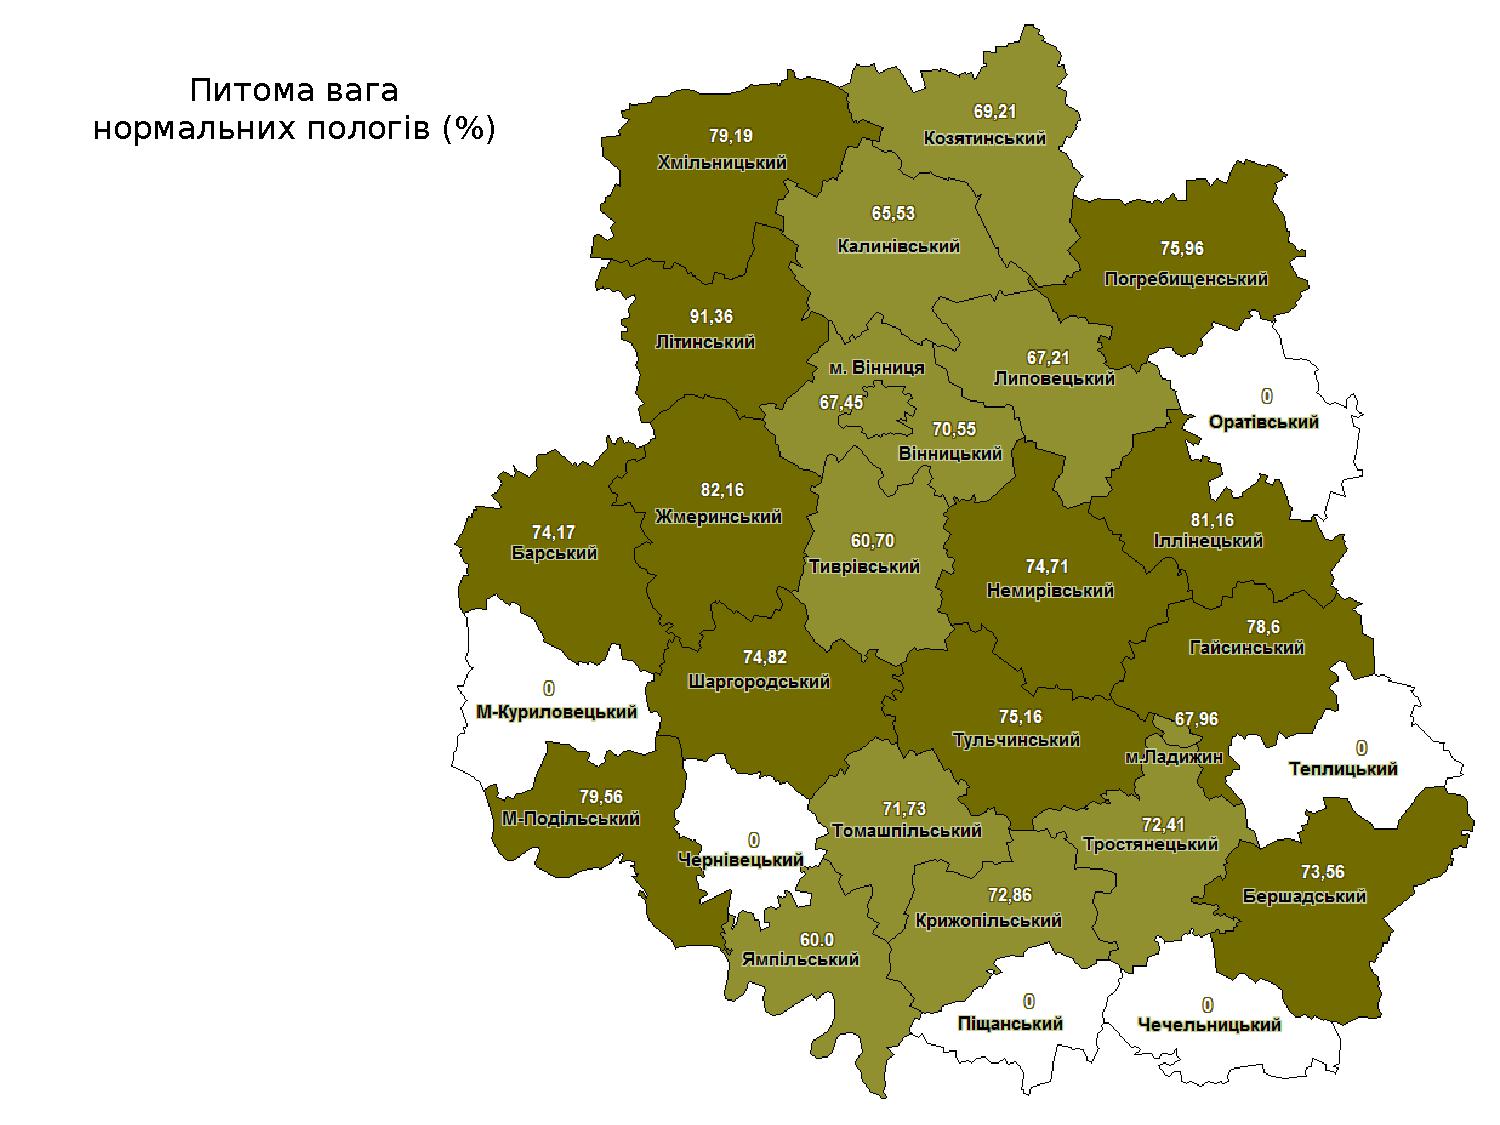 Питома вага
нормальних пологів (%)
69,21
Козятинський
79,19
Хмільницький
65,53
Калинівський
75,96
Погребищенський
91,36
Літинський
м. Вінниця
67,45
67,21
Липовецький
0
Оратівський
70,55
Вінницький
82,16
Жмеринський
74,17
Барський
60,70
Тиврівський
81,16
Іллінецький
74,71
Немирівський
78,6
Гайсинський
74,82
Шаргородський
0
М-Куриловецький
75,16
Тульчинський
67,96
м.Ладижин
0
Теплицький
79,56
М-Подільський
71,73
Томашпільський
72,41
Тростянецький
0
Чернівецький
73,56
Бершадський
72,86
Крижопільський
60.0
Ямпільський
0
Піщанський
0
Чечельницький